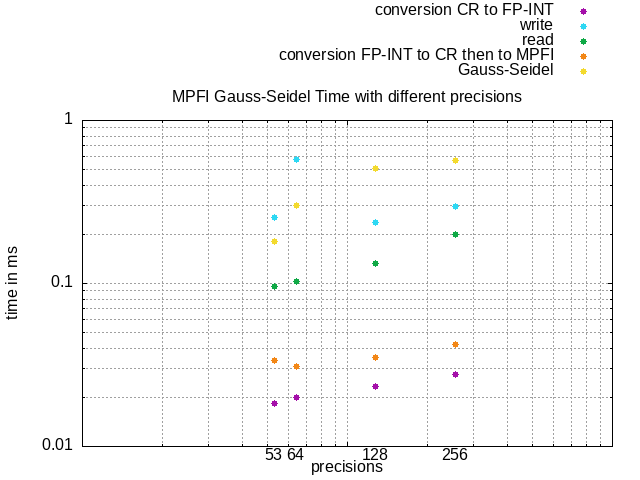 conversion CR to FP-INT
write
read
conversion FP-INT to CR then to MPFI
Gauss-Seidel
MPFI Gauss-Seidel Time with different precisions
1
0.1
0.01
time in ms
53 64 128 256
precisions